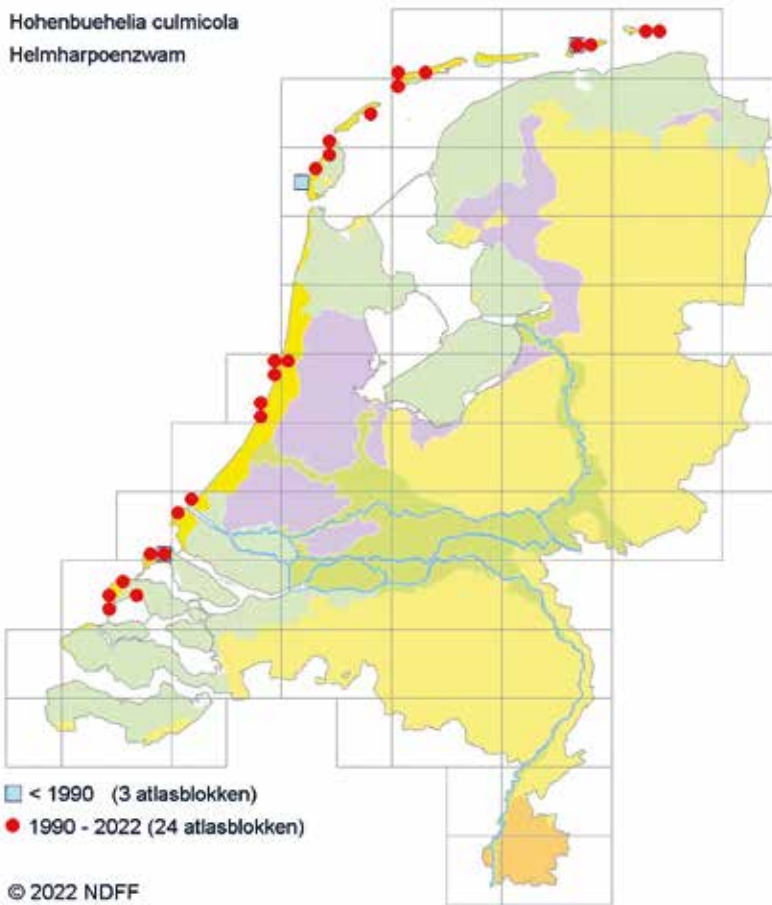 Hohenbuehelia culmicola
Helmharpoenzwam
< 1990 (3 atlasblokken)
1990 - 2022 (24 atlasblokken)
© 2022 NDFF